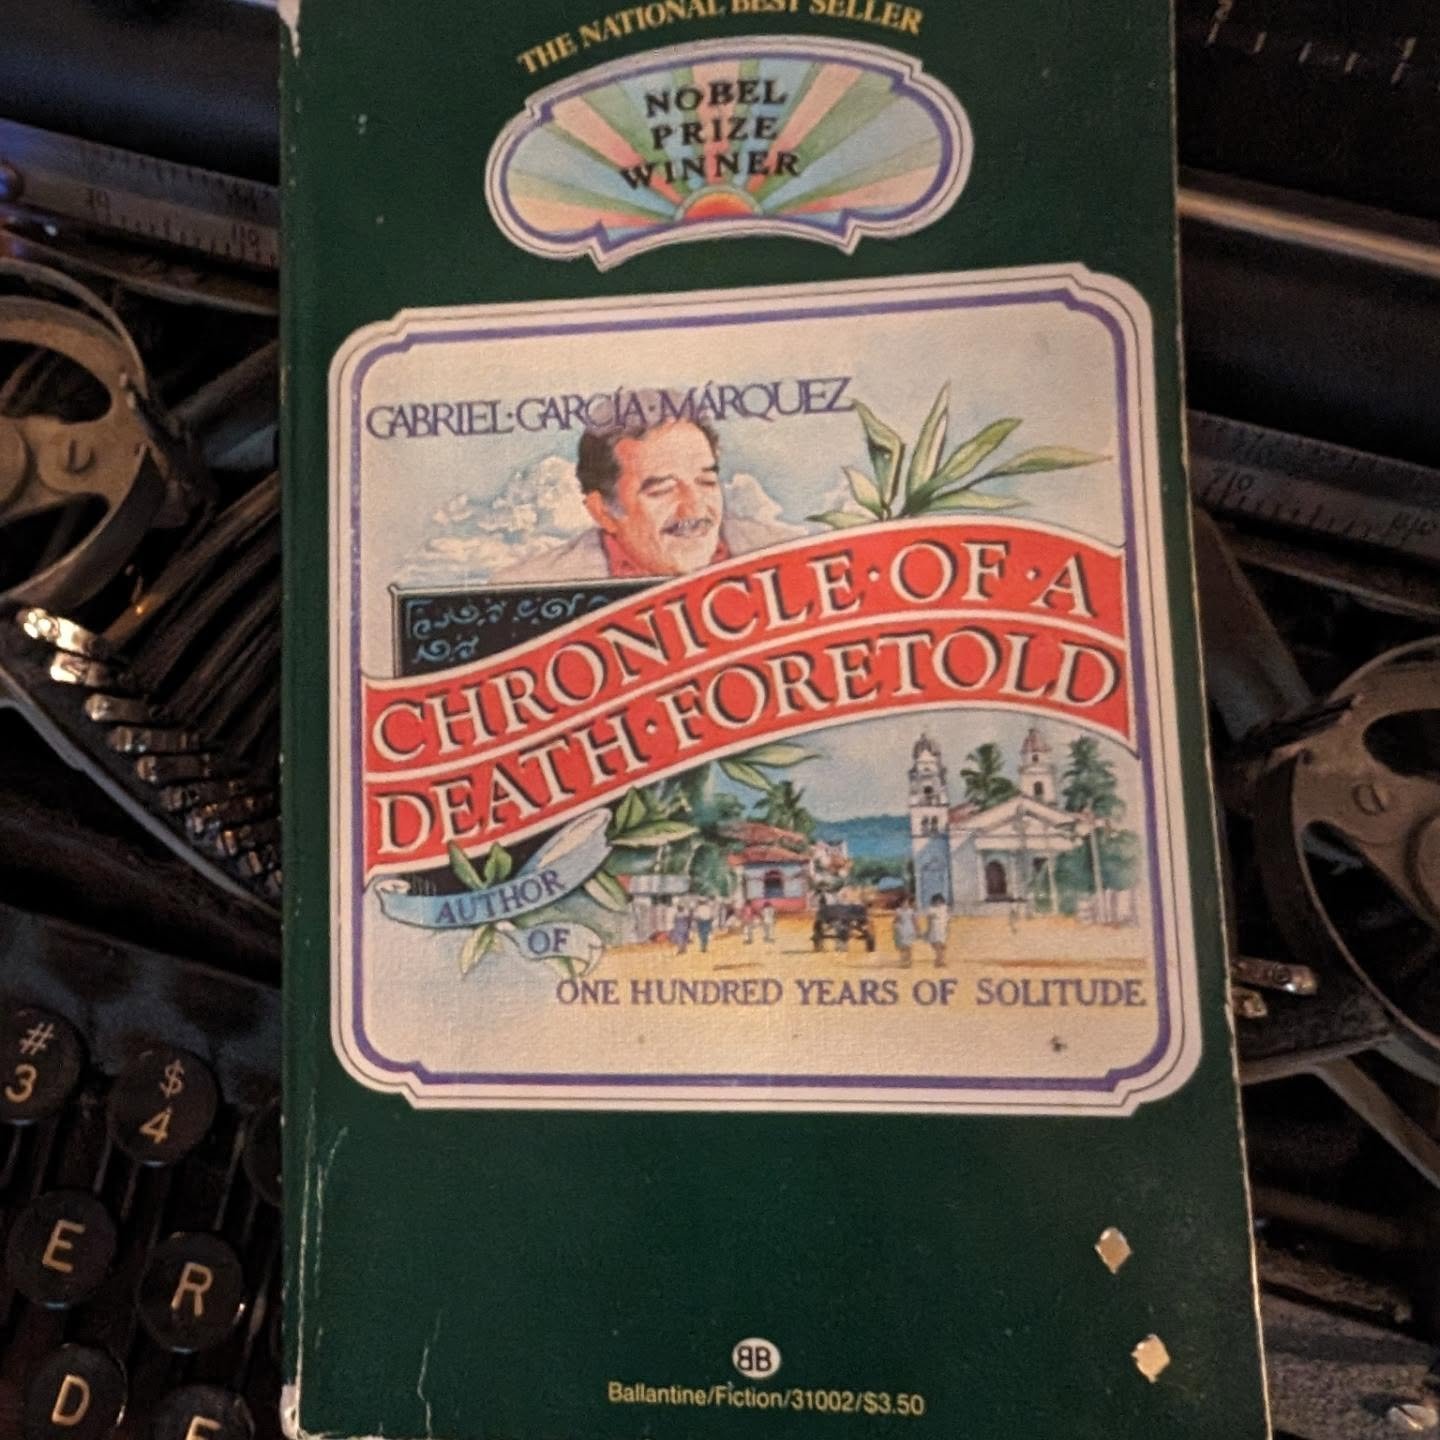 THE NATIONAL BEST SELLER
NOBEL
PRIZE
WINNER
GABRIEL·GARCÍA·MÁRQUEZ
CHRONICLE·OF·A
DEATH·FORETOLD
AUTHOR
OF
ONE HUNDRED YEARS OF SOLITUDE
BB
Ballantine/Fiction/31002/$3.50
#
3
$
4
E
R
D